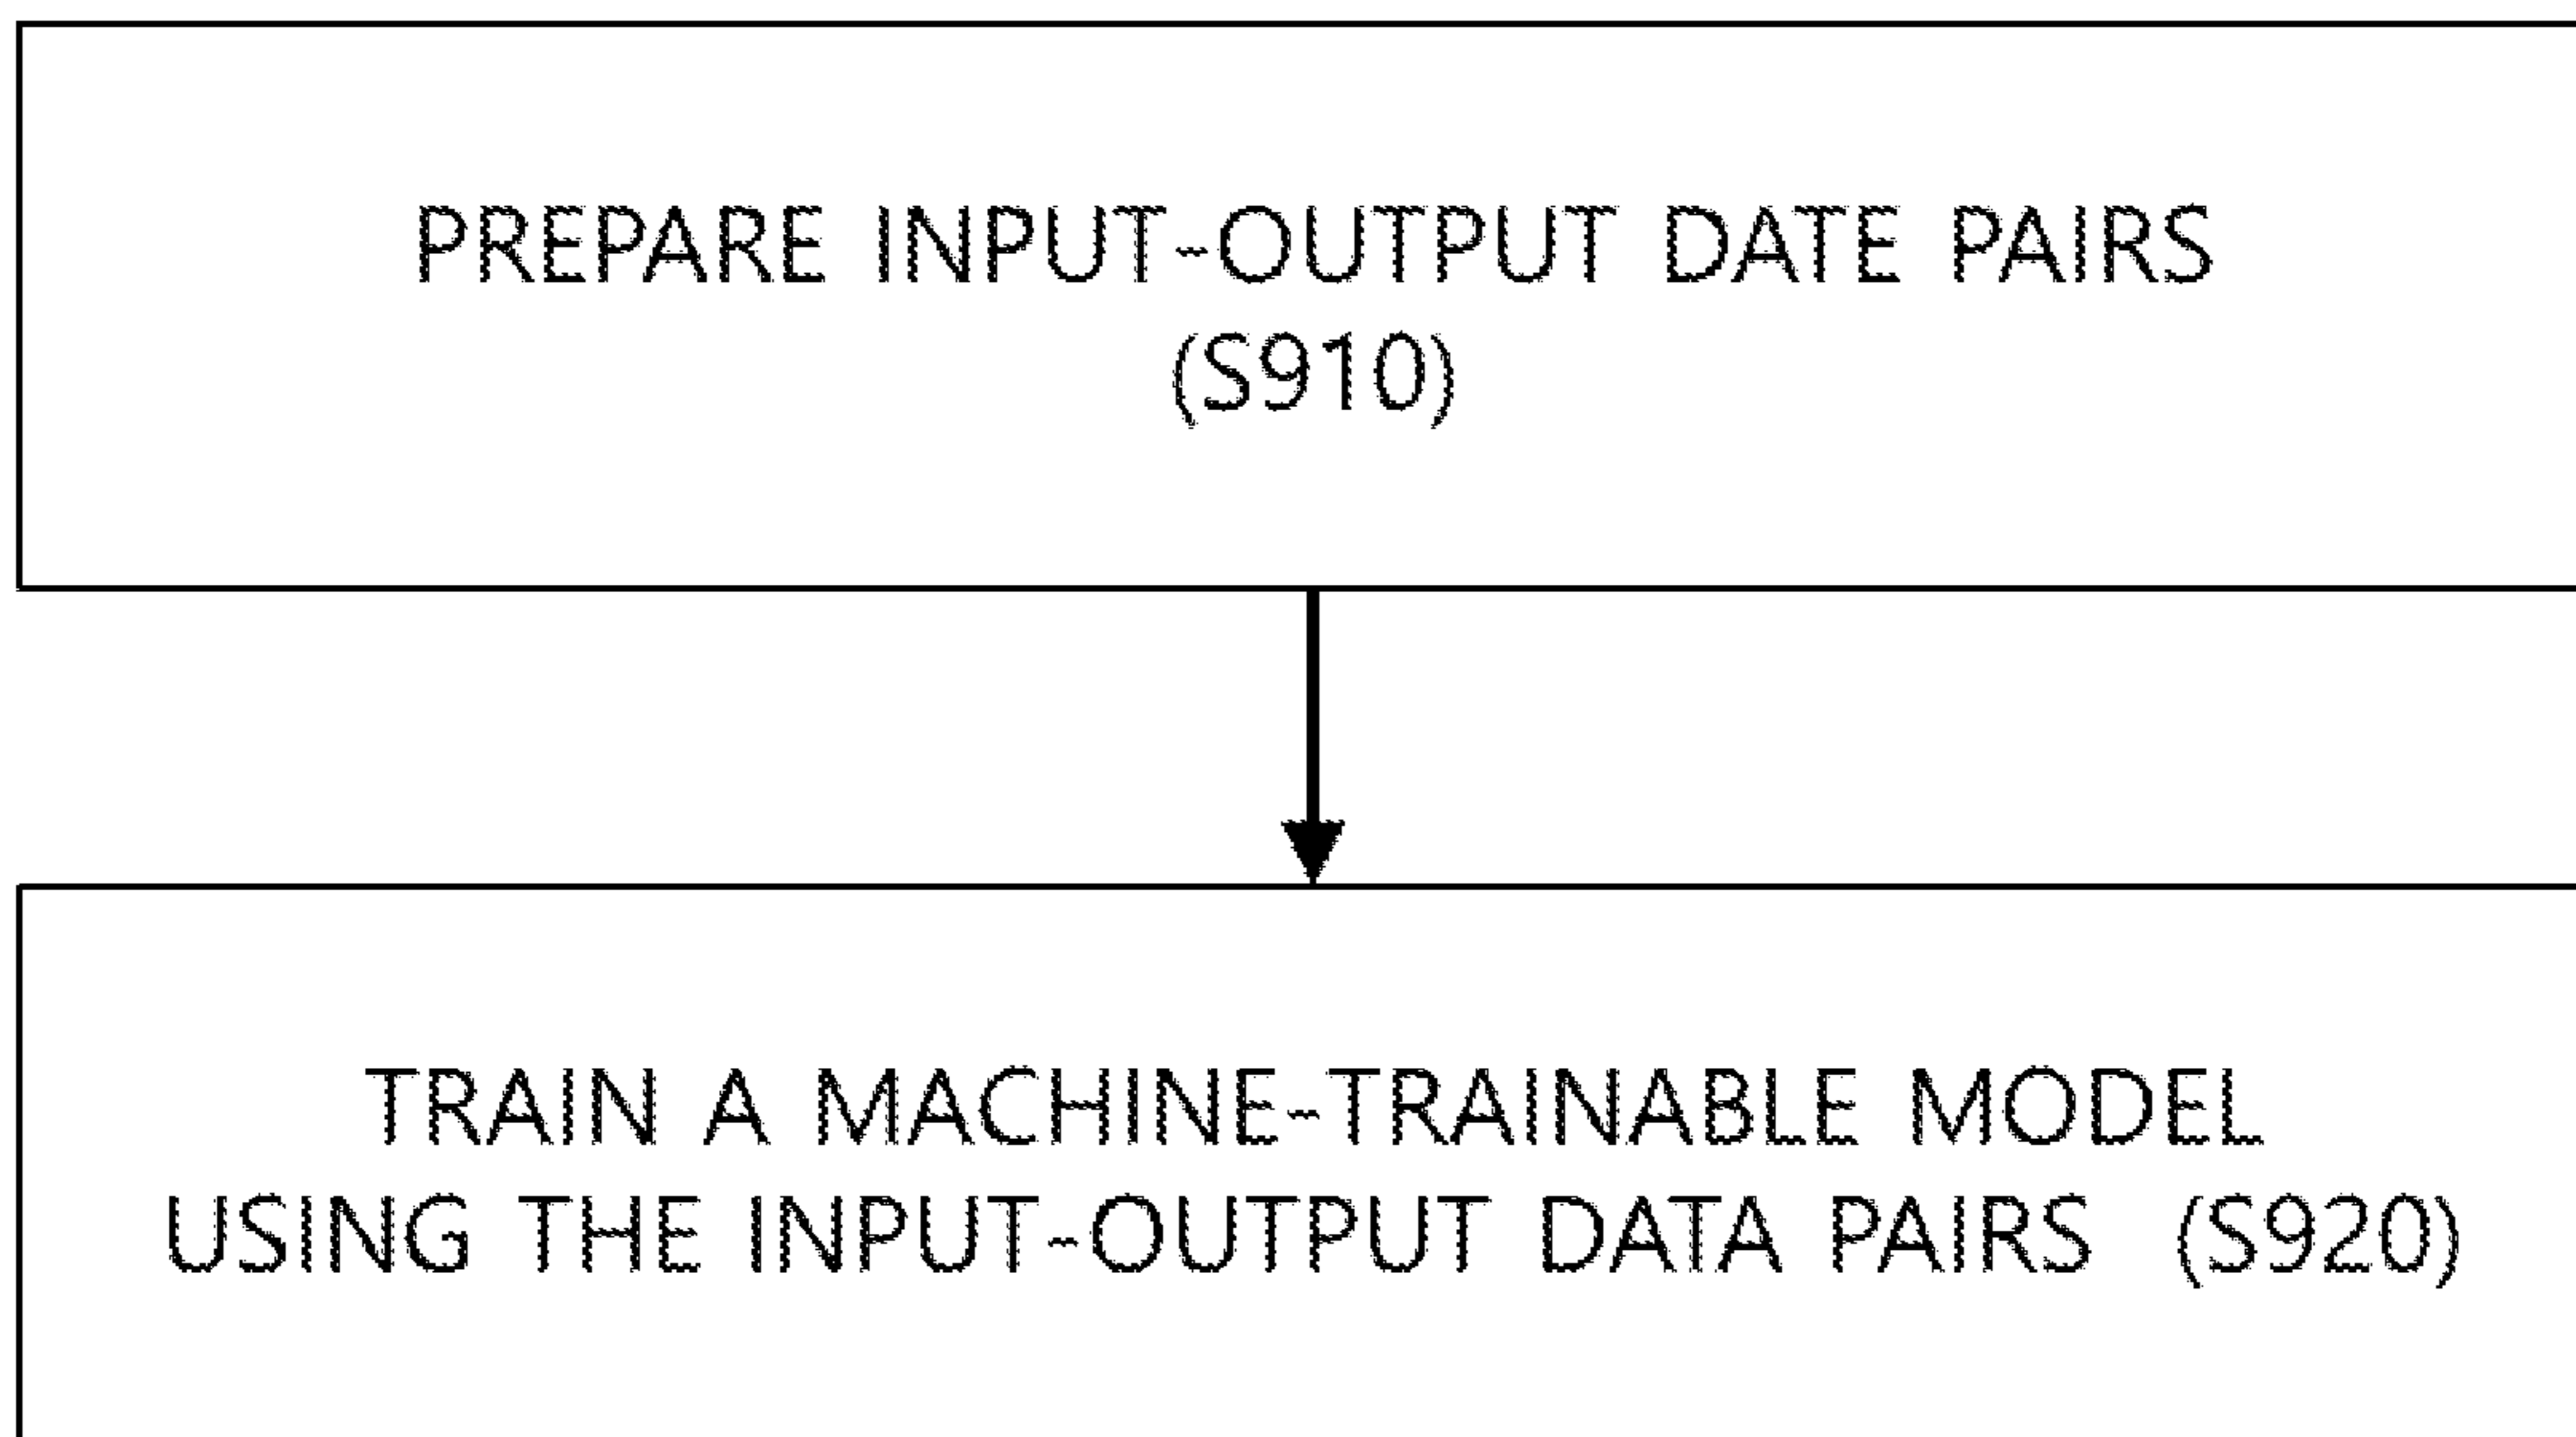 PREPARE INPUT-OUTPUT DATE PAIRS
(S910)
TRAIN A MACHINE-TRAINABLE MODEL
USING THE INPUT-OUTPUT DATA PAIRS (S920)